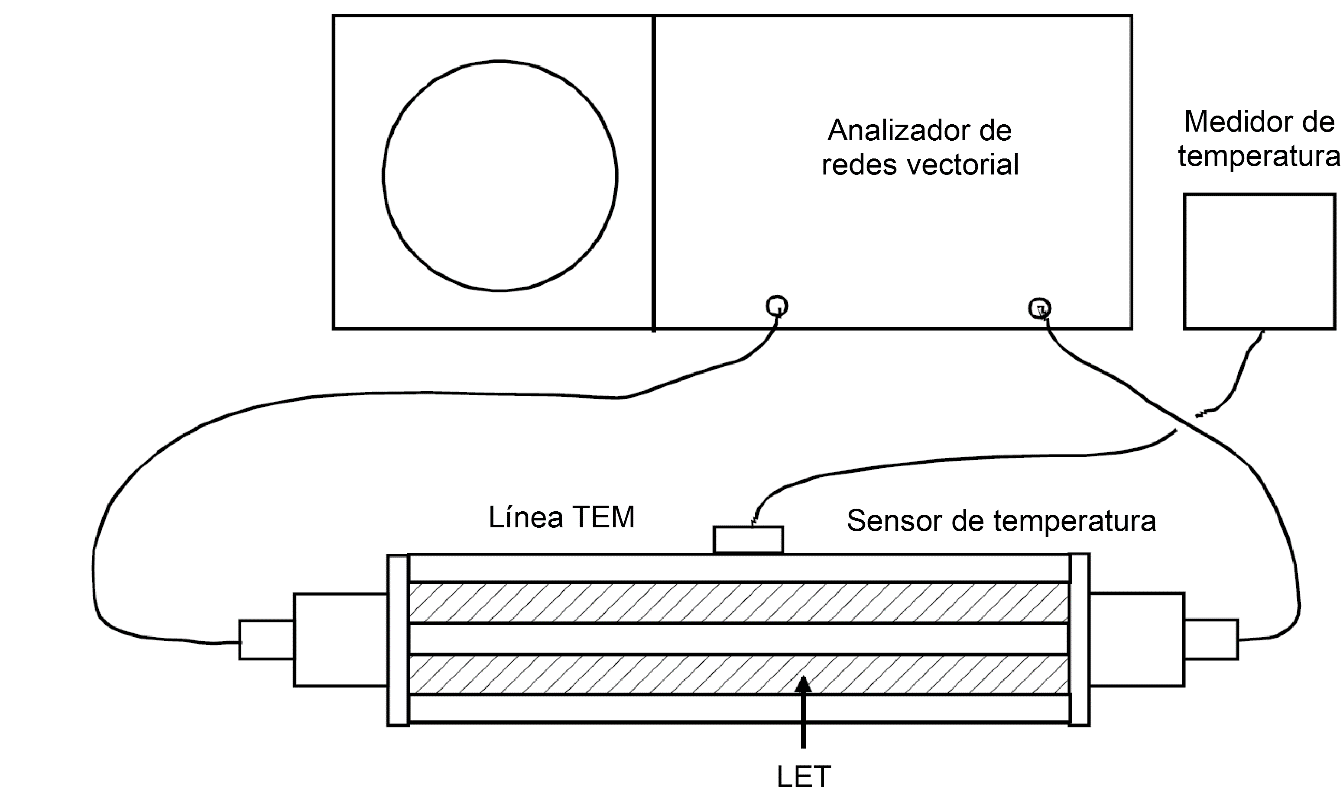 Analizador de
redes vectorial
Medidor de
temperatura
Línea TEM
Sensor de temperatura
LET